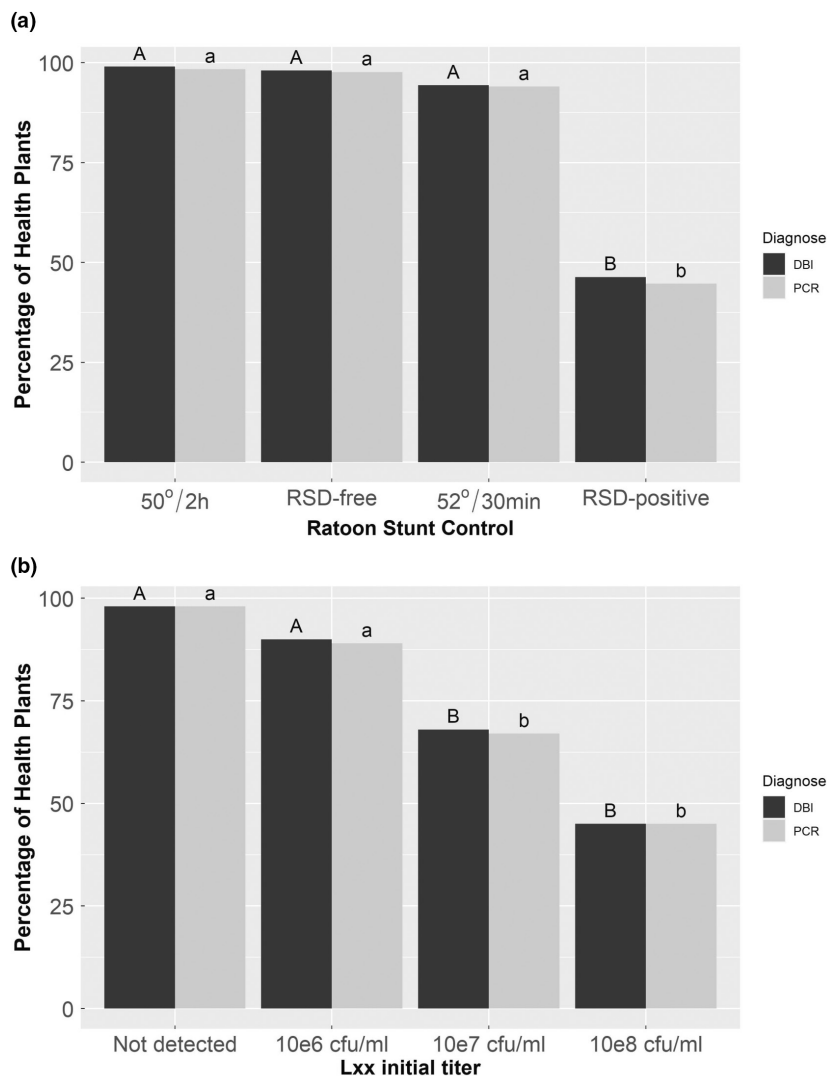 (a)
A a A a A a
100
75
B b
50
25
0
Percentage of Health Plants
50°/2h RSD-free 52°/30min RSD-positive
Ratoon Stunt Control
Diagnose
DBI
PCR
(b)
A a A a
100
B b
75
B b
50
25
0
Percentage of Health Plants
Not detected 10e6 cfu/ml 10e7 cfu/ml 10e8 cfu/ml
Lxx initial titer
Diagnose
DBI
PCR